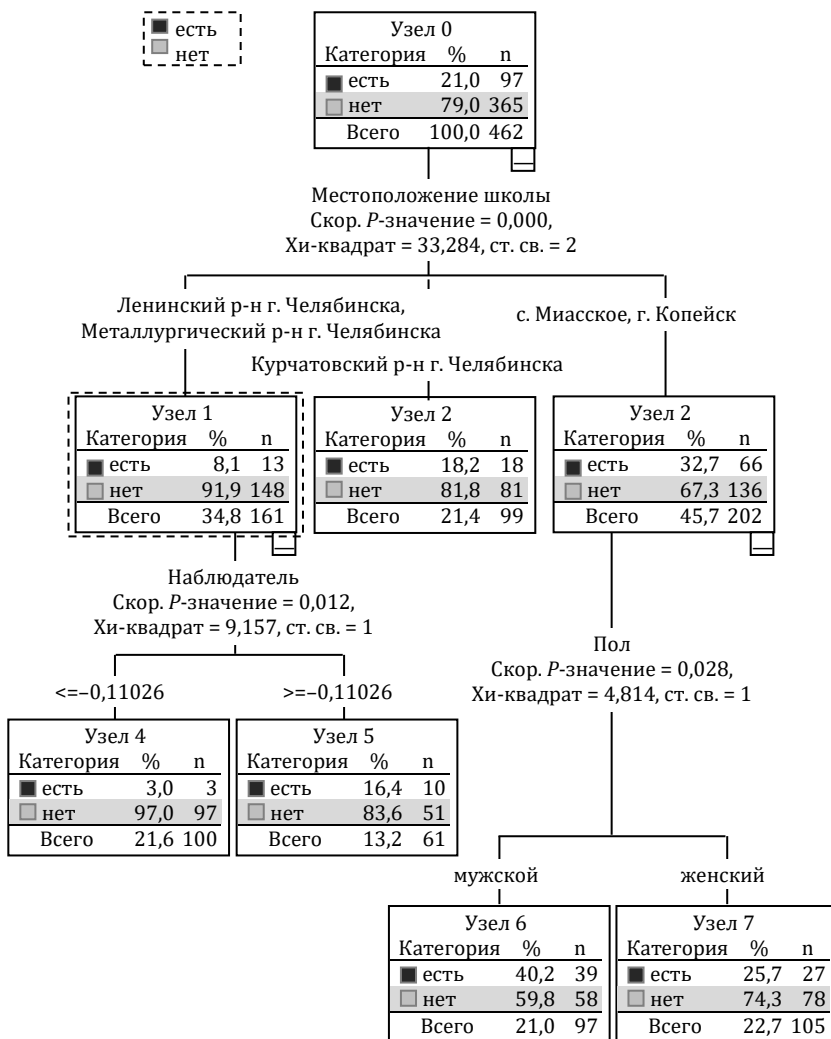 есть
нет
Узел 0
Категория % n
есть 21,0 97
нет 79,0 365
Всего 100,0 462
Местоположение школы
Скор. P-значение = 0,000,
Хи-квадрат = 33,284, ст. св. = 2
Ленинский р-н г. Челябинска,
Металлургический р-н г. Челябинска
Курчатовский р-н г. Челябинска
с. Миасское, г. Копейск
Узел 1
Категория % n
есть 8,1 13
нет 91,9 148
Всего 34,8 161
Узел 2
Категория % n
есть 18,2 18
нет 81,8 81
Всего 21,4 99
Узел 2
Категория % n
есть 32,7 66
нет 67,3 136
Всего 45,7 202
Наблюдатель
Скор. P-значение = 0,012,
Хи-квадрат = 9,157, ст. св. = 1
<=–0,11026
>=–0,11026
Узел 4
Категория % n
есть 3,0 3
нет 97,0 97
Всего 21,6 100
Узел 5
Категория % n
есть 16,4 10
нет 83,6 51
Всего 13,2 61
Пол
Скор. P-значение = 0,028,
Хи-квадрат = 4,814, ст. св. = 1
мужской
женский
Узел 6
Категория % n
есть 40,2 39
нет 59,8 58
Всего 21,0 97
Узел 7
Категория % n
есть 25,7 27
нет 74,3 78
Всего 22,7 105